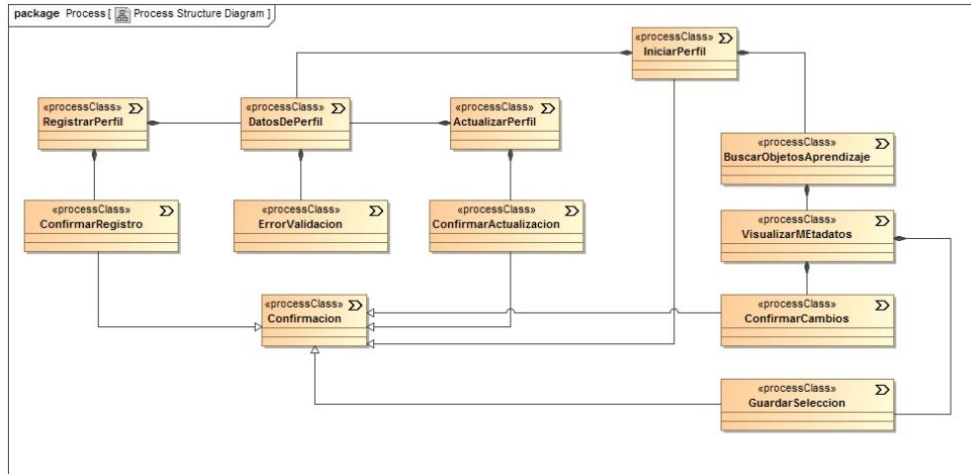 package Process [ Process Structure Diagram ]
«processClass»
IniciarPerfil
«processClass»
RegistrarPerfil
«processClass»
DatosDePerfil
«processClass»
ActualizarPerfil
«processClass»
BuscarObjetosAprendizaje
«processClass»
ConfirmarRegistro
«processClass»
ErrorValidacion
«processClass»
ConfirmarActualizacion
«processClass»
VisualizarMEtadatos
«processClass»
Confirmacion
«processClass»
ConfirmarCambios
«processClass»
GuardarSeleccion